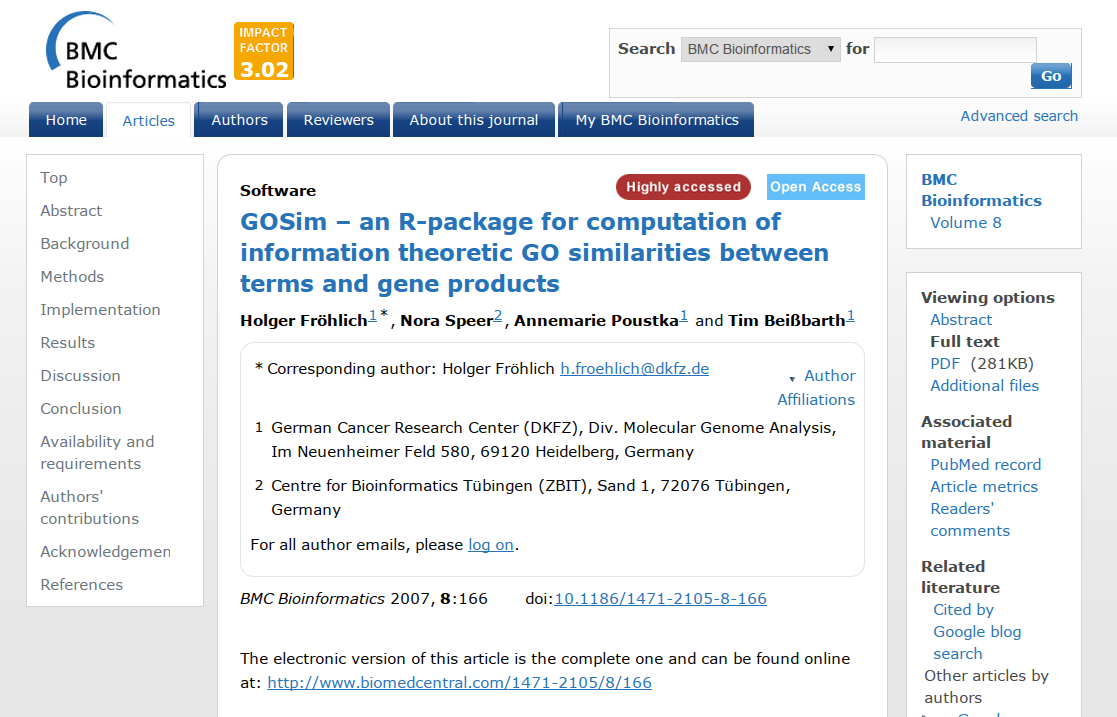 BMC
Bioinformatics
IMPACT
FACTOR
3.02
Search BMC Bioinformatics ▼ for
Go
Advanced search
Home
Articles
Authors
Reviewers
About this journal
My BMC Bioinformatics
Top
Abstract
Background
Methods
Implementation
Results
Discussion
Conclusion
Availability and
requirements
Authors'
contributions
Acknowledgemen
References
Software
Highly accessed
Open Access
GOSim – an R-package for computation of
information theoretic GO similarities between
terms and gene products
Holger Fröhlich1*, Nora Speer2, Annemarie Poustka1 and Tim Beißbarth1
* Corresponding author: Holger Fröhlich h.froehlich@dkfz.de
▼ Author
Affiliations
1 German Cancer Research Center (DKFZ), Div. Molecular Genome Analysis,
Im Neuenheimer Feld 580, 69120 Heidelberg, Germany
2 Centre for Bioinformatics Tübingen (ZBIT), Sand 1, 72076 Tübingen,
Germany
For all author emails, please log on.
BMC Bioinformatics 2007, 8:166 doi:10.1186/1471-2105-8-166
The electronic version of this article is the complete one and can be found online
at: http://www.biomedcentral.com/1471-2105/8/166
BMC
Bioinformatics
Volume 8
Viewing options
Abstract
Full text
PDF (281KB)
Additional files
Associated
material
PubMed record
Article metrics
Readers'
comments
Related
literature
Cited by
Google blog
search
Other articles by
authors